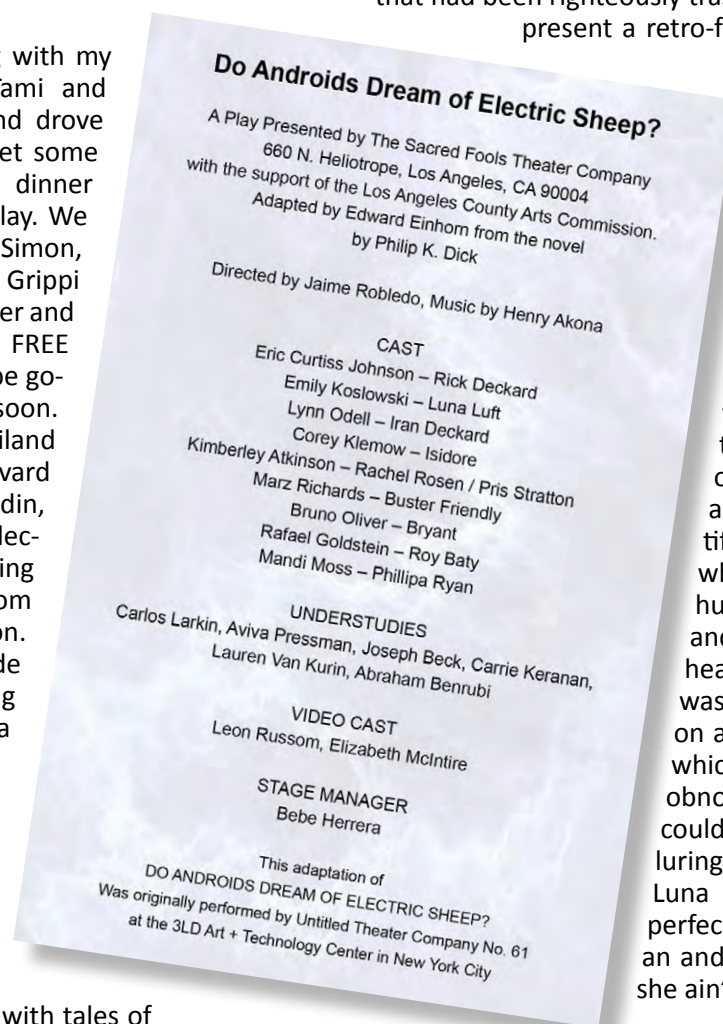 that had been righteously tra
present a retro-f
g with my
Tami and
nd drove
et some
dinner
lay. We
Simon,
Grippi
er and
FREE
be go-
soon.
iland
vard
din,
lec-
ing
om
on.
de
g
a
with tales of
Do Androids Dream of Electric Sheep?
A Play Presented by The Sacred Fools Theater Company
660 N. Heliotrope, Los Angeles, CA 90004
with the support of the Los Angeles County Arts Commission.
Adapted by Edward Einhorn from the novel
by Philip K. Dick
Directed by Jaime Robledo, Music by Henry Akona
CAST
Eric Curtiss Johnson – Rick Deckard
Emily Koslowski – Luna Luft
Lynn Odell – Iran Deckard
Corey Klemow – Isidore
Kimberley Atkinson – Rachel Rosen / Pris Stratton
Marz Richards – Buster Friendly
Bruno Oliver – Bryant
Rafael Goldstein – Roy Baty
Mandi Moss – Phillipa Ryan
UNDERSTUDIES
Carlos Larkin, Aviva Pressman, Joseph Beck, Carrie Keranan,
Lauren Van Kurin, Abraham Benrubi
VIDEO CAST
Leon Russom, Elizabeth McIntire
STAGE MANAGER
Bebe Herrera
This adaptation of
DO ANDROIDS DREAM OF ELECTRIC SHEEP?
Was originally performed by Untitled Theater Company No. 61
at the 3LD Art + Technology Center in New York City
t
c
a
tif
wh
hu
and
hea
was
on a
whic
obno
could
luring
Luna
perfec
an and
she ain'